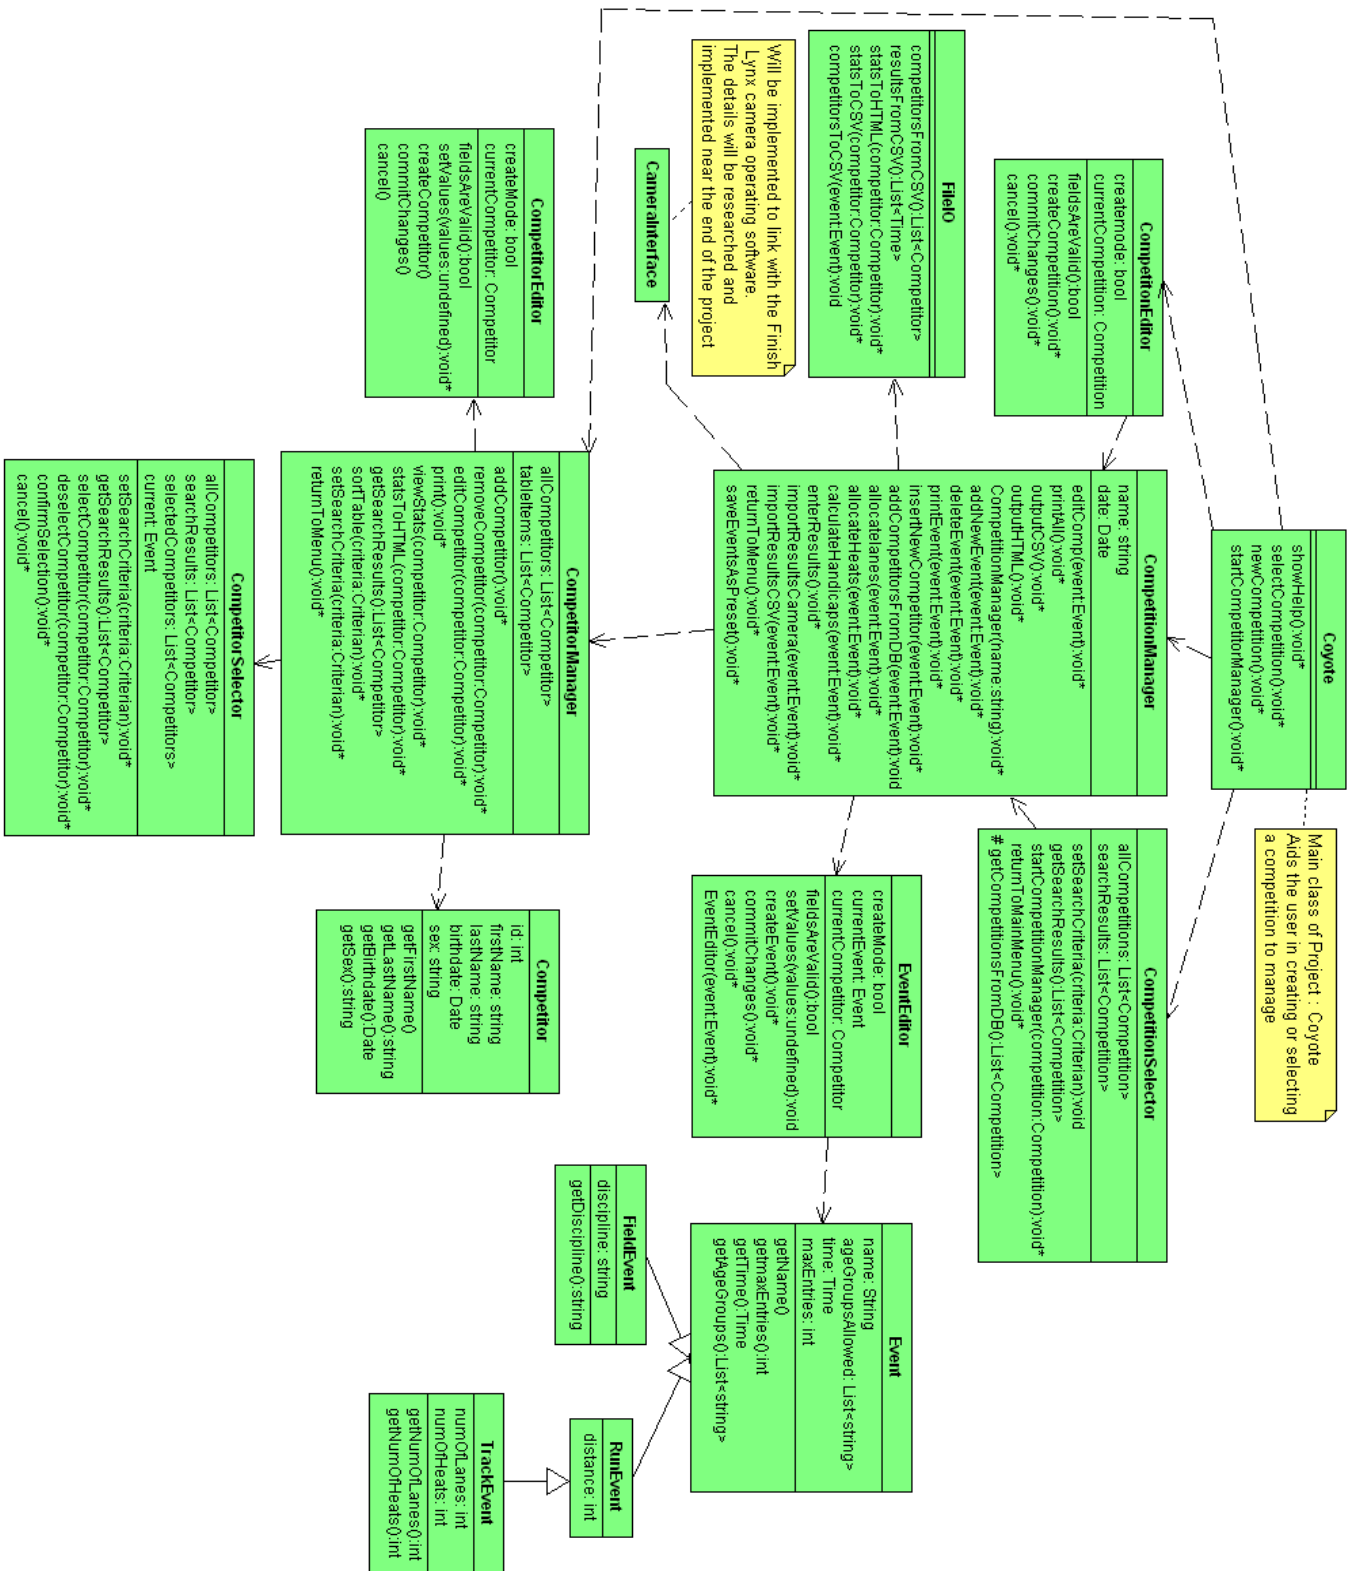 Coyote
showHelp():void*
selectCompetition():void*
newCompetition():void*
startCompetitorManager():void*
Main class of Project : Coyote
Aids the user in creating or selecting
a competition to manage
CompetitonEditor
createmode: bool
currentCompetition: Competition
fieldsAreValid():bool
createCompetition():void*
commitChanges():void*
cancel():void*
CompetitionManager
name: string
date: Date
editComp(event:Event):void*
printAll():void*
outputCSV():void*
outputHTML():void*
CompetitionManager(name:string):void*
addNewEvent(event:Event):void*
deleteEvent(event:Event):void*
printEvent(event:Event):void*
insertNewCompetitor(event:Event):void*
addCompetitorsFromDB(event:Event):void
allocatelanes(event:Event):void*
allocateHeats(event:Event):void*
calculateHandicaps(event:Event):void*
enterResults():void*
importResultsCamera(event:Event):void*
importResultsCSV(event:Event):void*
returnToMenu():void*
saveEventsAsPreset():void*
CompetitionSelector
allCompetitions: List<Competition>
searchResults: List<Competition>
setSearchCriteria(criteria:Criterian):void
getSearchResults():List<Competition>
startCompetitionManager(competition:Competition):void*
returnToMainMenu():void*
# getCompetitionsFromDB():List<Competition>
FileIO
competitorsFromCSV():List<Competitor>
resultsFromCSV():List<Time>
statsToHTML(competitor:Competitor):void*
statsToCSV(competitor:Competitor):void*
competitorsToCSV(event:Event):void
Will be implemented to link with the Finish
Lynx camera operating software.
The details will be researched and
implemented near the end of the project
CameraInterface
EventEditor
createMode: bool
currentEvent: Event
currentCompetitor: Competitor
fieldsAreValid():bool
setValues(values:undefined):void
createEvent():void*
commitChanges():void*
cancel():void*
EventEditor(event:Event):void*
Event
name: String
ageGroupsAllowed: List<string>
time: Time
maxEntries: int
getName()
getmaxEntries():int
getTime():Time
getAgeGroups():List<string>
CompetitorEditor
createMode: bool
currentCompetitor: Competitor
fieldsAreValid():bool
setValues(values:undefined):void*
createCompetitor()
commitChanges()
cancel()
CompetitorManager
allCompetitors: List<Competitor>
tableItems: List<Competitor>
addCompetitor():void*
removeCompetitor(competitor:Competitor):void*
editCompetitor(competitor:Competitor):void*
print():void*
viewStats(competitor:Competitor):void*
statsToHTML(competitor:Competitor):void*
getSearchResults():List<Competitor>
sortTable(criteria:Criterian):void*
setSearchCriteria(criteria:Criterian):void*
returnToMenu():void*
Competitor
id: int
firstName: string
lastName: string
birthdate: Date
sex: string
getFirstName()
getLastName():string
getBirthdate():Date
getSex():string
FieldEvent
discipline: string
getDiscipline():string
RunEvent
distance: int
TrackEvent
numOfLanes: int
numOfHeats: int
getNumOfLanes():int
getNumOfHeats():int
CompetitorSelector
allCompetitors: List<Competitor>
searchResults: List<Competitor>
selectedCompetitors: List<Competitors>
current: Event
setSearchCriteria(criteria:Criterian):void*
getSearchResults():List<Competitor>
selectCompetitor(competitor:Competitor):void*
deselectCompetitor(competitor:Competitor):void*
confirmSelection():void*
cancel():void*